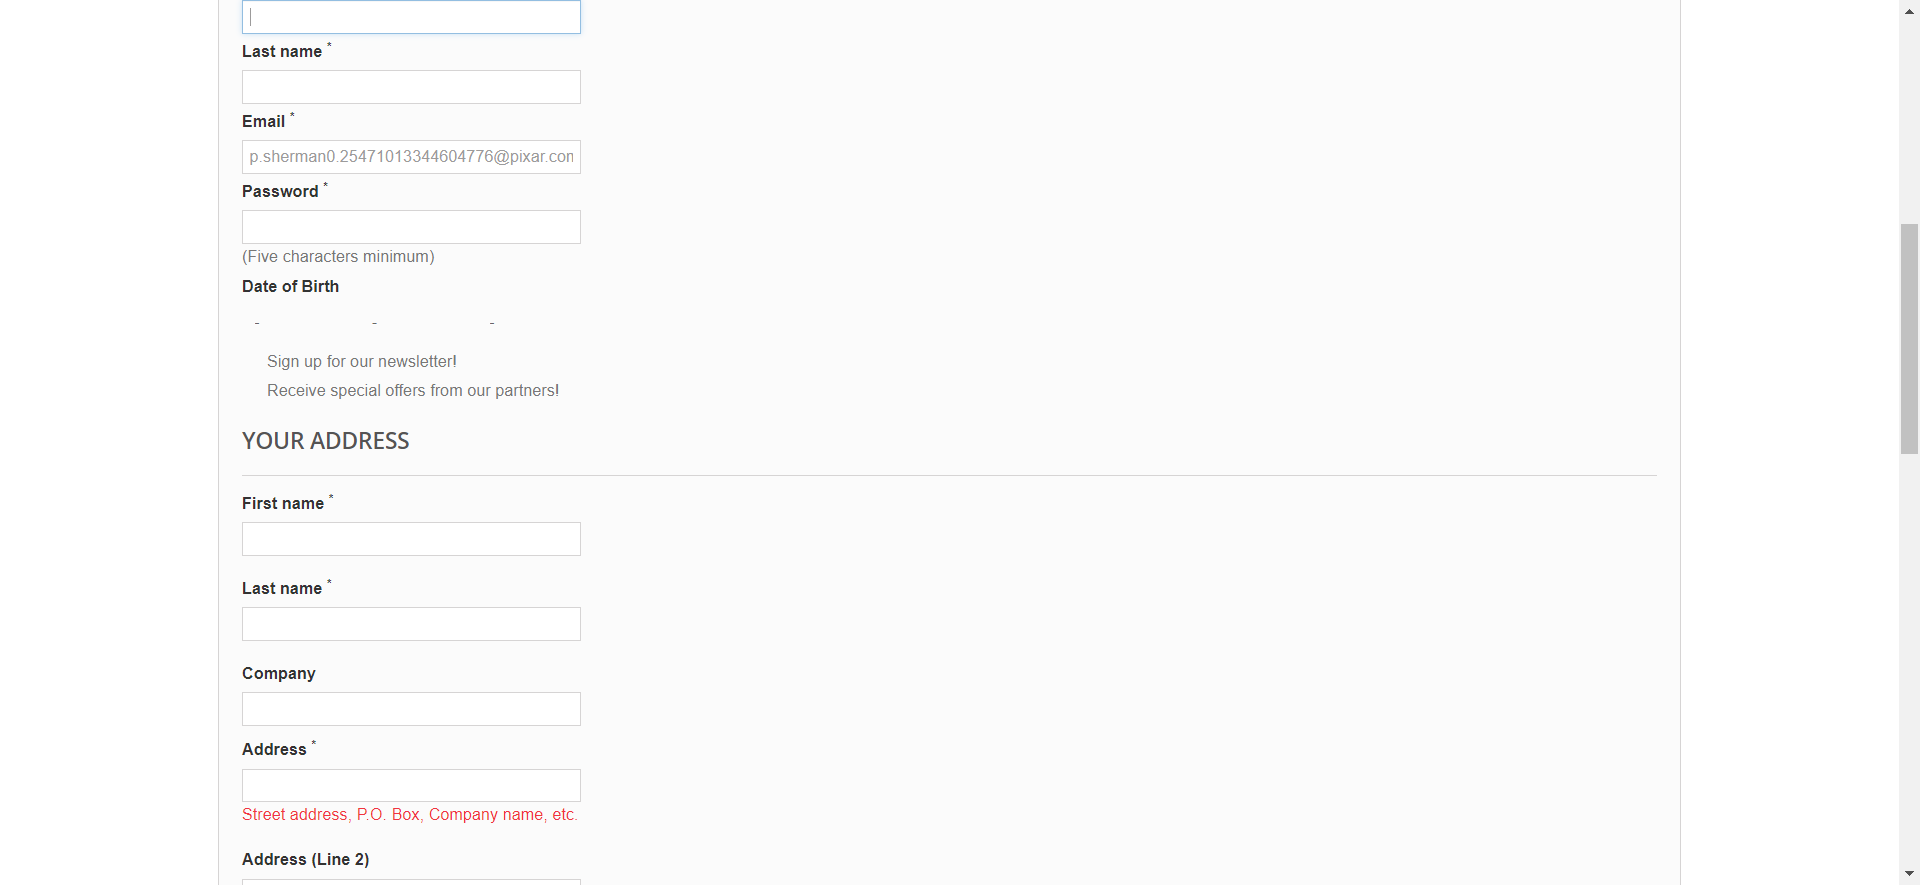 Last name *
Email *
p.sherman0.25471013344604776@pixar.con
Password *
(Five characters minimum)
Date of Birth
- - -
Sign up for our newsletter!
Receive special offers from our partners!
YOUR ADDRESS
First name *
Last name *
Company
Address *
Street address, P.O. Box, Company name, etc.
Address (Line 2)